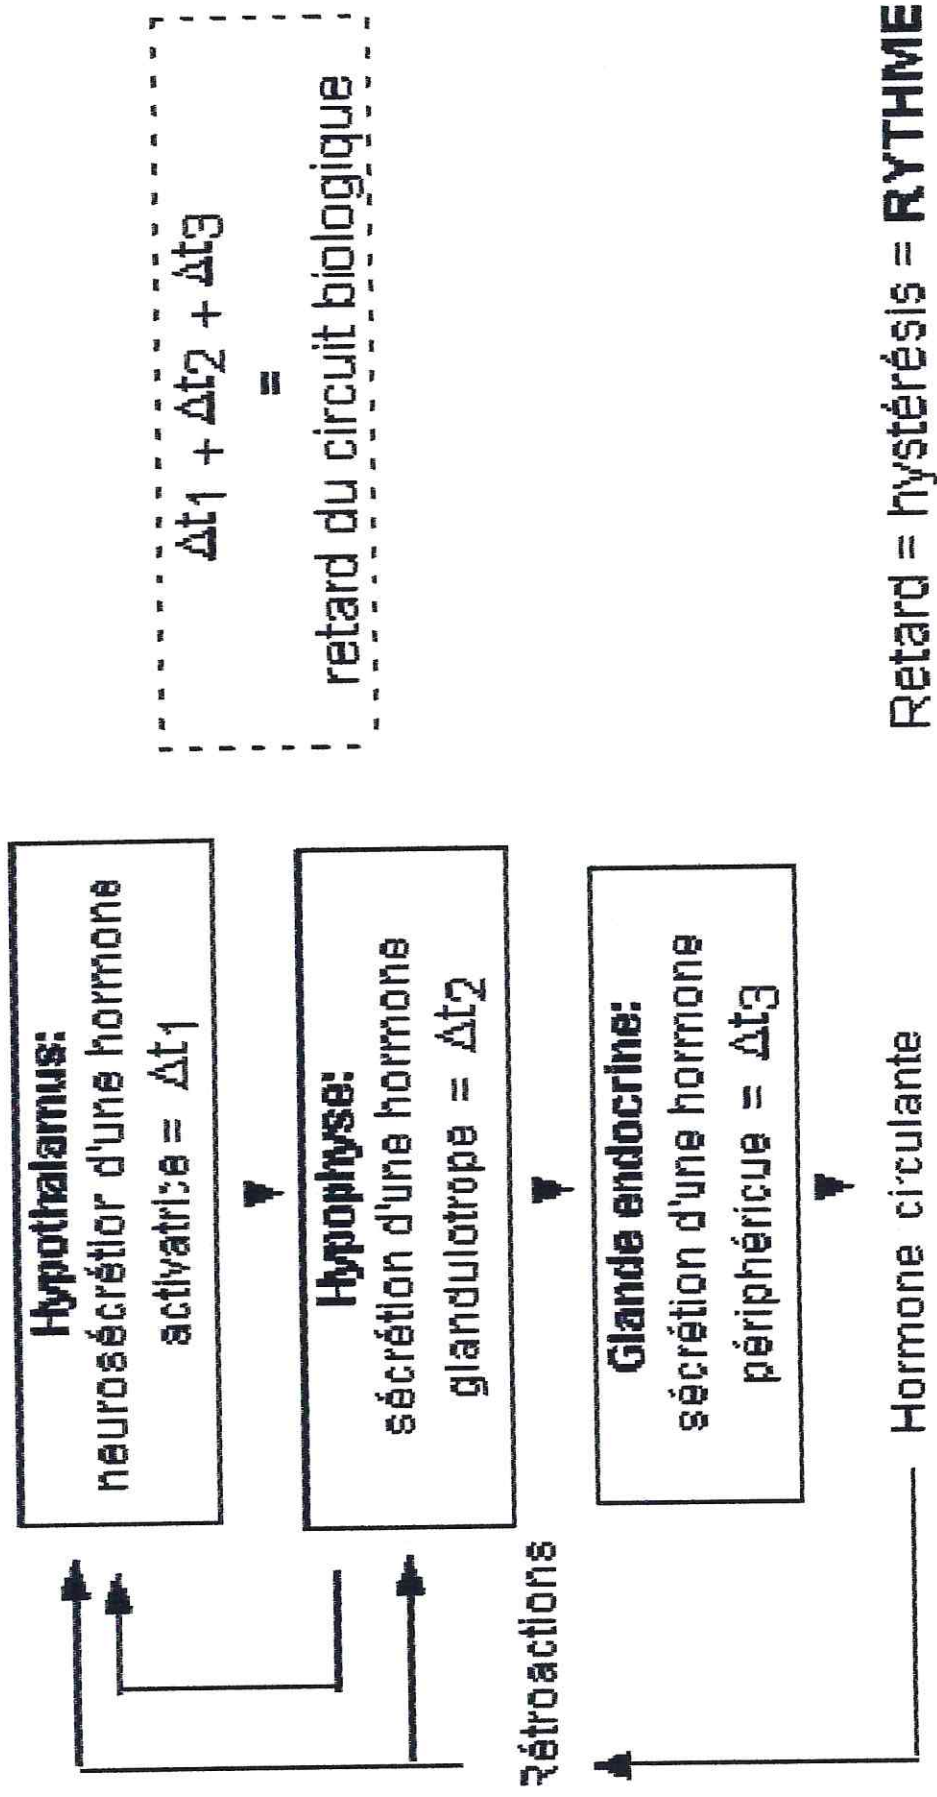 Hypothalamus:
neurosécrétior d'une hormone
activatrice = Δt1
Hypophyse:
sécrétion d'une hormone
glandulotrope = Δt2
Glande endocrine:
sécrétion d'une hormone
périphéricue = Δt3
Hormone circulante
Rétroactions
Δt1 + Δt2 + Δt3
=
retard du circuit biologique
Retard = hystérésis = RYTHME